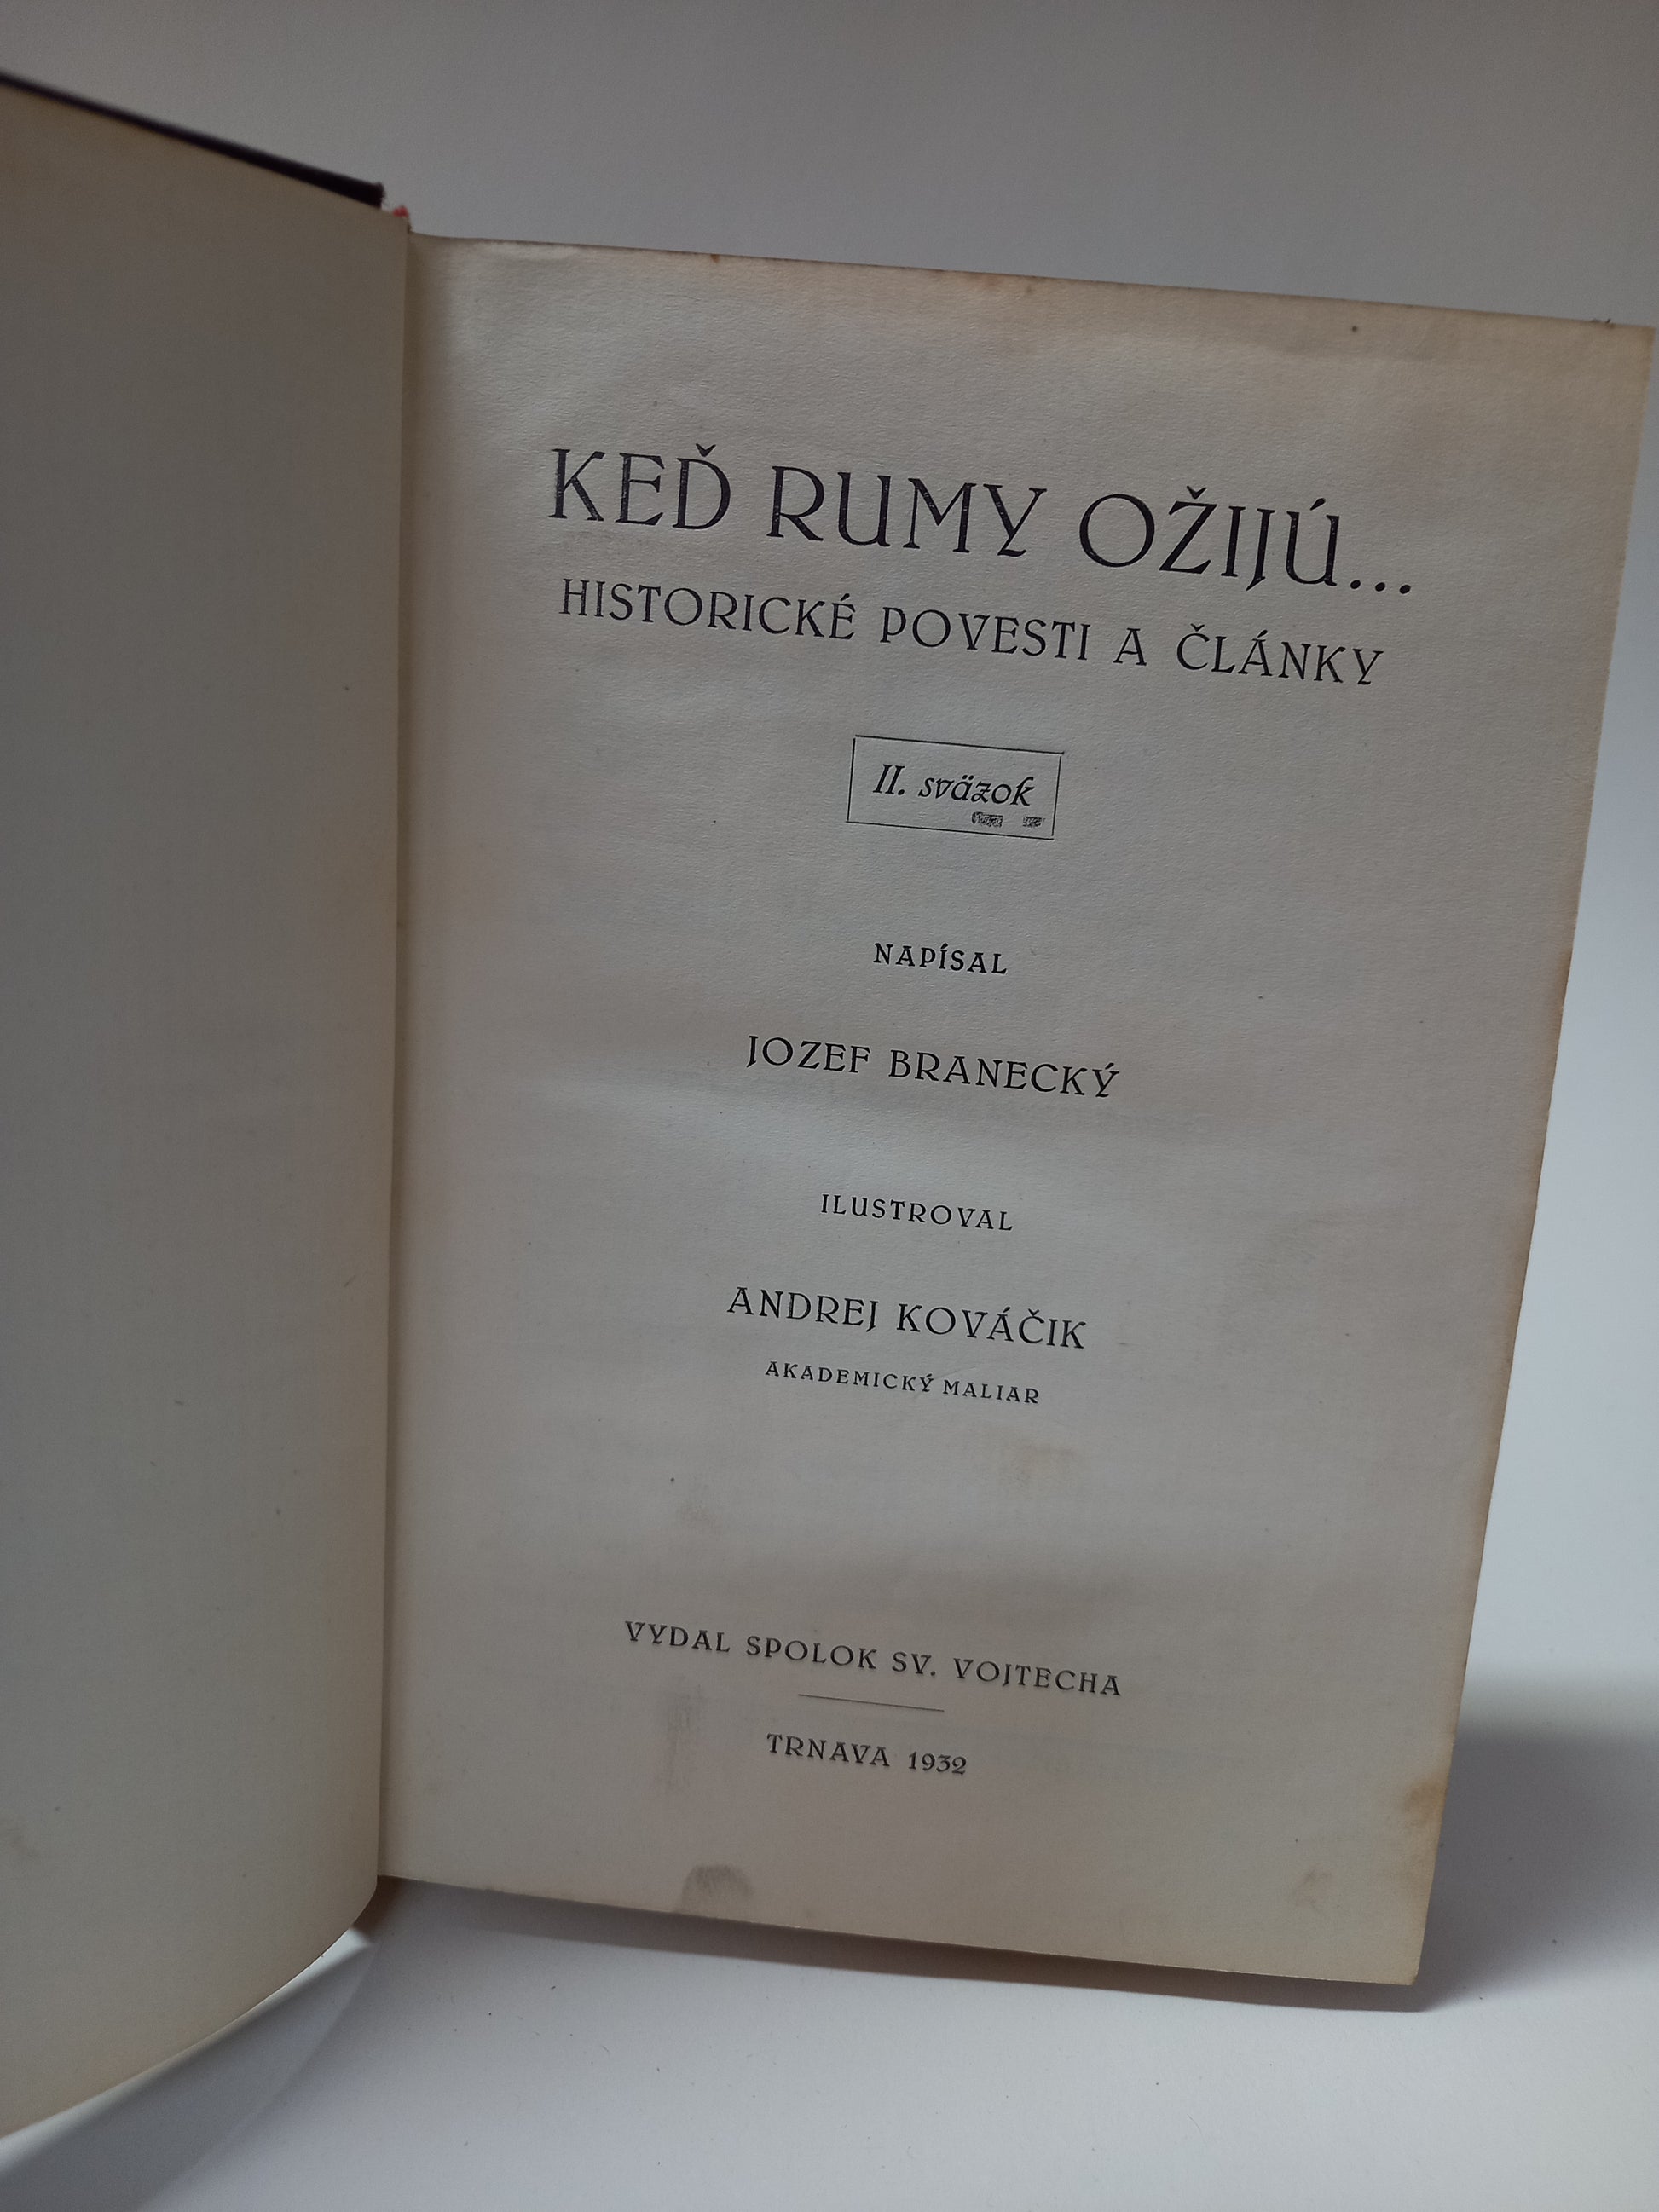 KEĎ RUMY OŽIJÚ...
HISTORICKÉ POVESTI A ČLÁNKY
II. sväzok
NAPÍSAL
JOZEF BRANECKÝ
ILUSTROVAL
ANDREJ KOVÁČIK
AKADEMICKÝ MALIAR
VYDAL SPOLOK SV. VOJTECHA
TRNAVA 1932